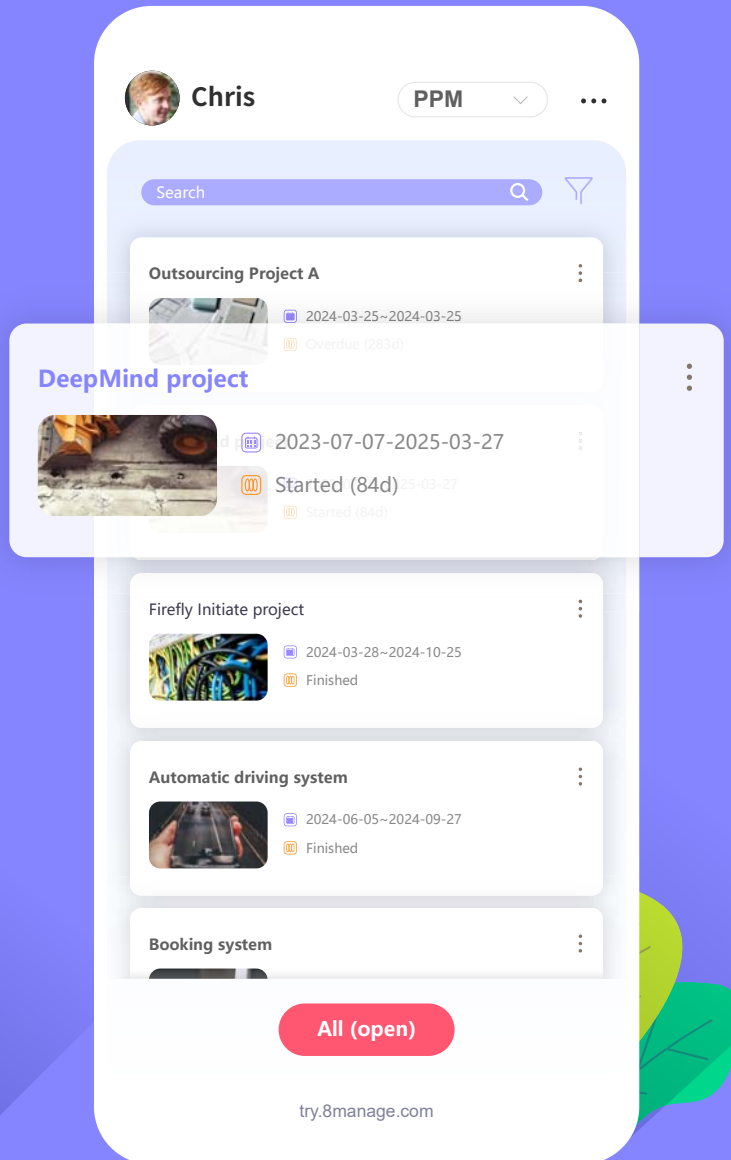 Chris
PPM
Search
Outsourcing Project A
2024-03-25~2024-03-25
Overdue (283d)
DeepMind project
2023-07-07-2025-03-27
Started (84d)
Started (84d)
Firefly Initiate project
2024-03-28~2024-10-25
Finished
Automatic driving system
2024-06-05~2024-09-27
Finished
Booking system
All (open)
try.8manage.com